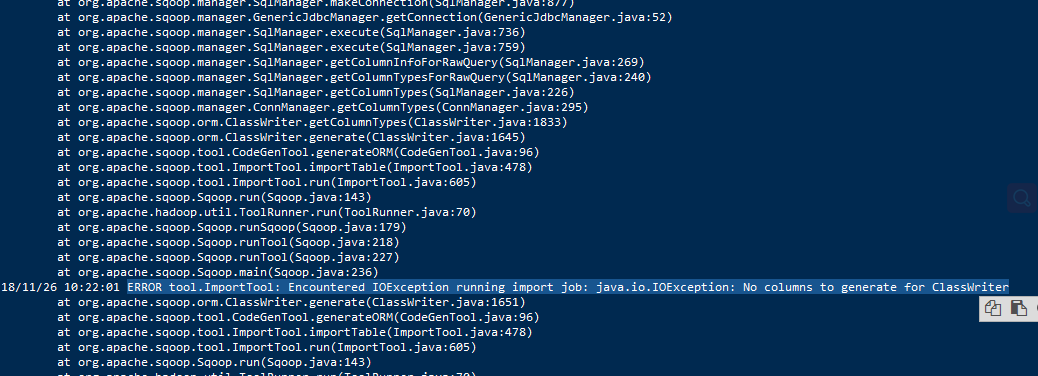 at org.apache.sqoop.manager.SqlManager.makeConnection(SqlManager.java:877)
at org.apache.sqoop.manager.GenericJdbcManager.getConnection(GenericJdbcManager.java:52)
at org.apache.sqoop.manager.SqlManager.execute(SqlManager.java:736)
at org.apache.sqoop.manager.SqlManager.execute(SqlManager.java:759)
at org.apache.sqoop.manager.SqlManager.getColumnInfoForRawQuery(SqlManager.java:269)
at org.apache.sqoop.manager.SqlManager.getColumnTypesForRawQuery(SqlManager.java:240)
at org.apache.sqoop.manager.SqlManager.getColumnTypes(SqlManager.java:226)
at org.apache.sqoop.manager.ConnManager.getColumnTypes(ConnManager.java:295)
at org.apache.sqoop.orm.ClassWriter.getColumnTypes(ClassWriter.java:1833)
at org.apache.sqoop.orm.ClassWriter.generate(ClassWriter.java:1645)
at org.apache.sqoop.tool.CodeGenTool.generateORM(CodeGenTool.java:96)
at org.apache.sqoop.tool.ImportTool.importTable(ImportTool.java:478)
at org.apache.sqoop.tool.ImportTool.run(ImportTool.java:605)
at org.apache.sqoop.Sqoop.run(Sqoop.java:143)
at org.apache.hadoop.util.ToolRunner.run(ToolRunner.java:70)
at org.apache.sqoop.Sqoop.runSqoop(Sqoop.java:179)
at org.apache.sqoop.Sqoop.runTool(Sqoop.java:218)
at org.apache.sqoop.Sqoop.runTool(Sqoop.java:227)
at org.apache.sqoop.Sqoop.main(Sqoop.java:236)
18/11/26 10:22:01 ERROR tool.ImportTool: Encountered IOException running import job: java.io.IOException: No columns to generate for ClassWriter
at org.apache.sqoop.orm.ClassWriter.generate(ClassWriter.java:1651)
at org.apache.sqoop.tool.CodeGenTool.generateORM(CodeGenTool.java:96)
at org.apache.sqoop.tool.ImportTool.importTable(ImportTool.java:478)
at org.apache.sqoop.tool.ImportTool.run(ImportTool.java:605)
at org.apache.sqoop.Sqoop.run(Sqoop.java:143)
at org.apache.hadoop.util.ToolRunner.run(ToolRunner.java:70)